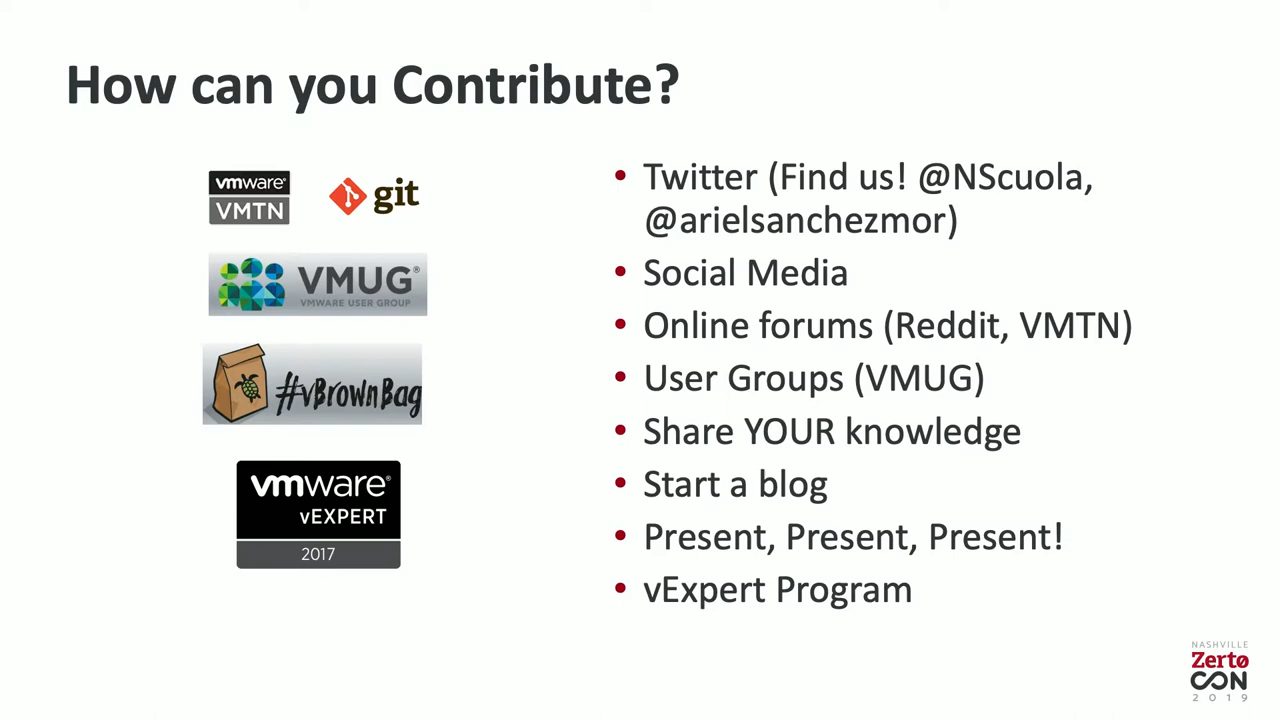 How can you Contribute?
vmware®
VMTN
git
VMUG®
VMWARE USER GROUP
#vBrownBag
vmware®
vEXPERT
2017
• Twitter (Find us! @NScuola,
@arielsanchezmor)
• Social Media
• Online forums (Reddit, VMTN)
• User Groups (VMUG)
• Share YOUR knowledge
• Start a blog
• Present, Present, Present!
• vExpert Program
NASHVILLE
Zerto
CON
2019